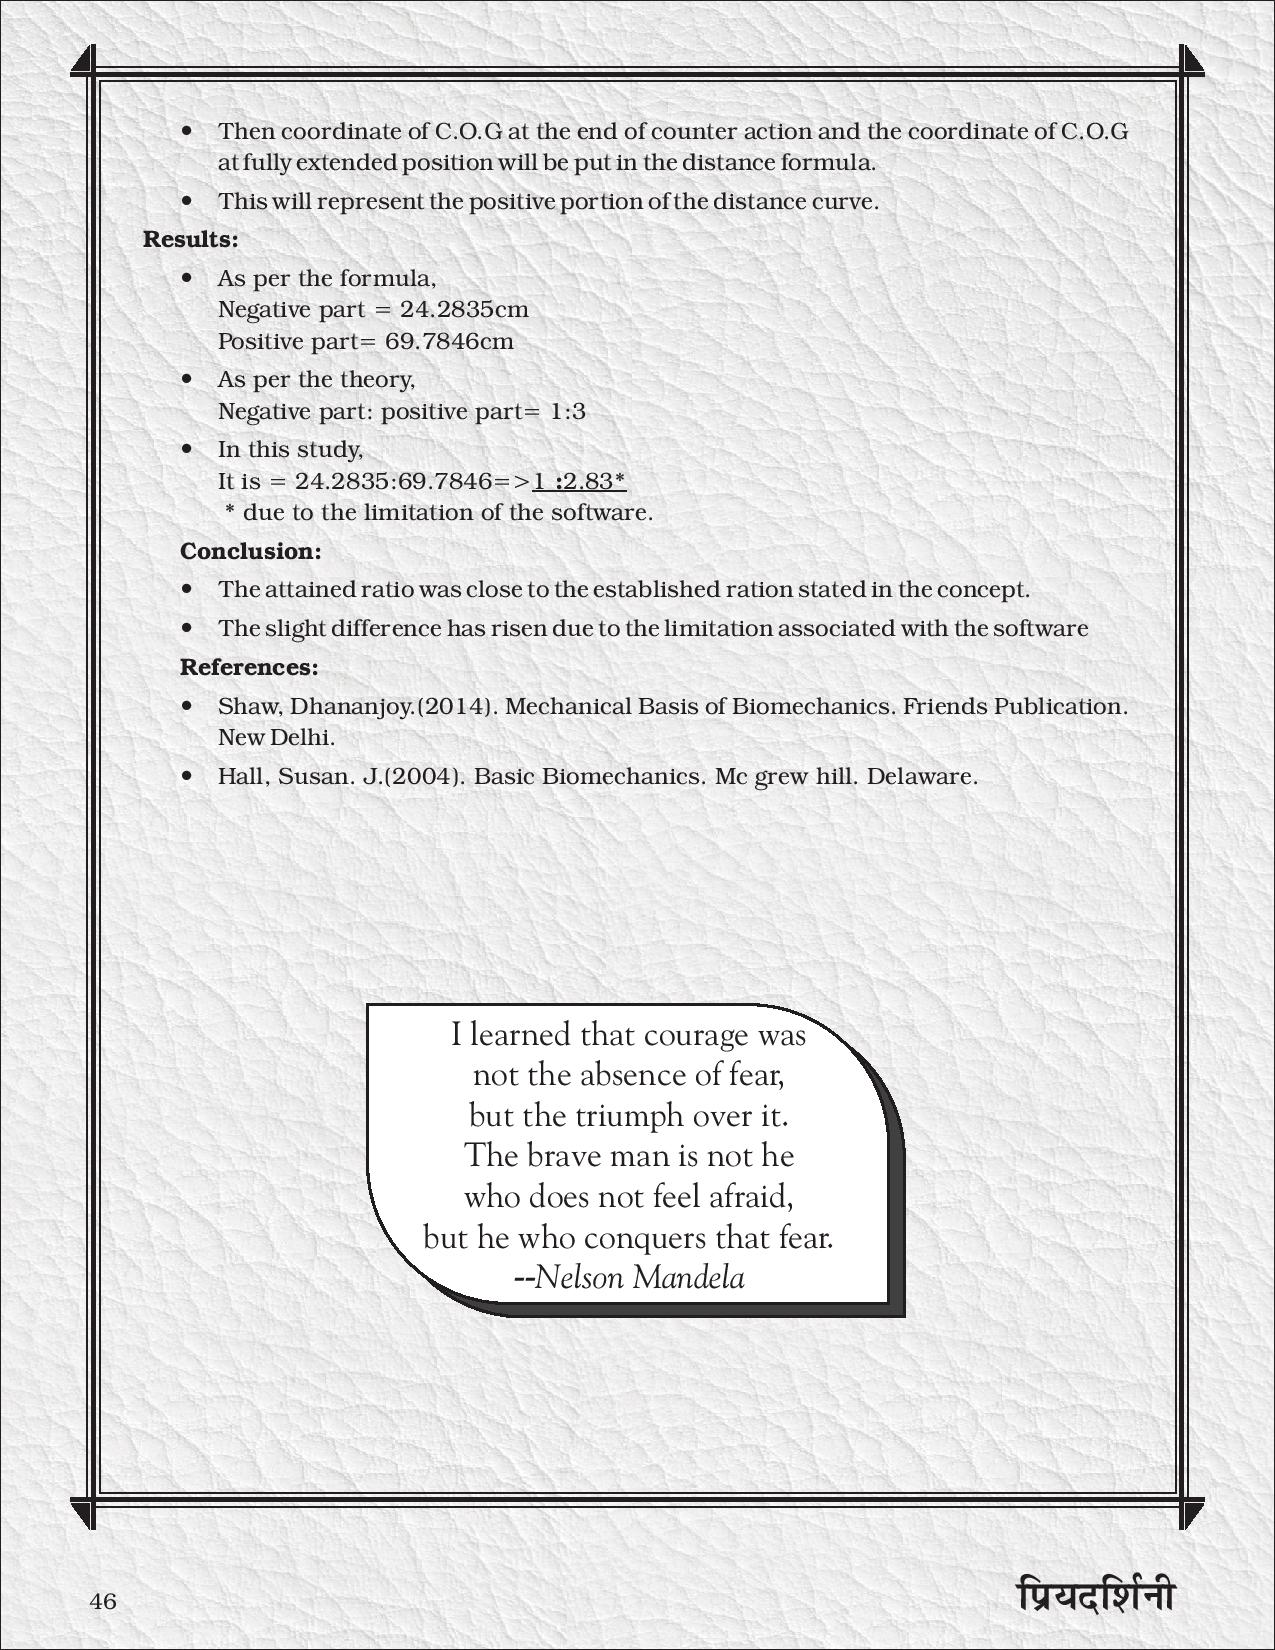 • Then coordinate of C.O.G at the end of counter action and the coordinate of C.O.G
at fully extended position will be put in the distance formula.
• This will represent the positive portion of the distance curve.
Results:
• As per the formula,
Negative part = 24.2835cm
Positive part= 69.7846cm
• As per the theory,
Negative part: positive part= 1:3
• In this study,
It is = 24.2835:69.7846=>1 :2.83*
* due to the limitation of the software.
Conclusion:
• The attained ratio was close to the established ration stated in the concept.
• The slight difference has risen due to the limitation associated with the software
References:
• Shaw, Dhananjoy.(2014). Mechanical Basis of Biomechanics. Friends Publication.
New Delhi.
• Hall, Susan. J.(2004). Basic Biomechanics. Mc grew hill. Delaware.
I learned that courage was
not the absence of fear,
but the triumph over it.
The brave man is not he
who does not feel afraid,
but he who conquers that fear.
--Nelson Mandela
46
प्रियदर्शिनी